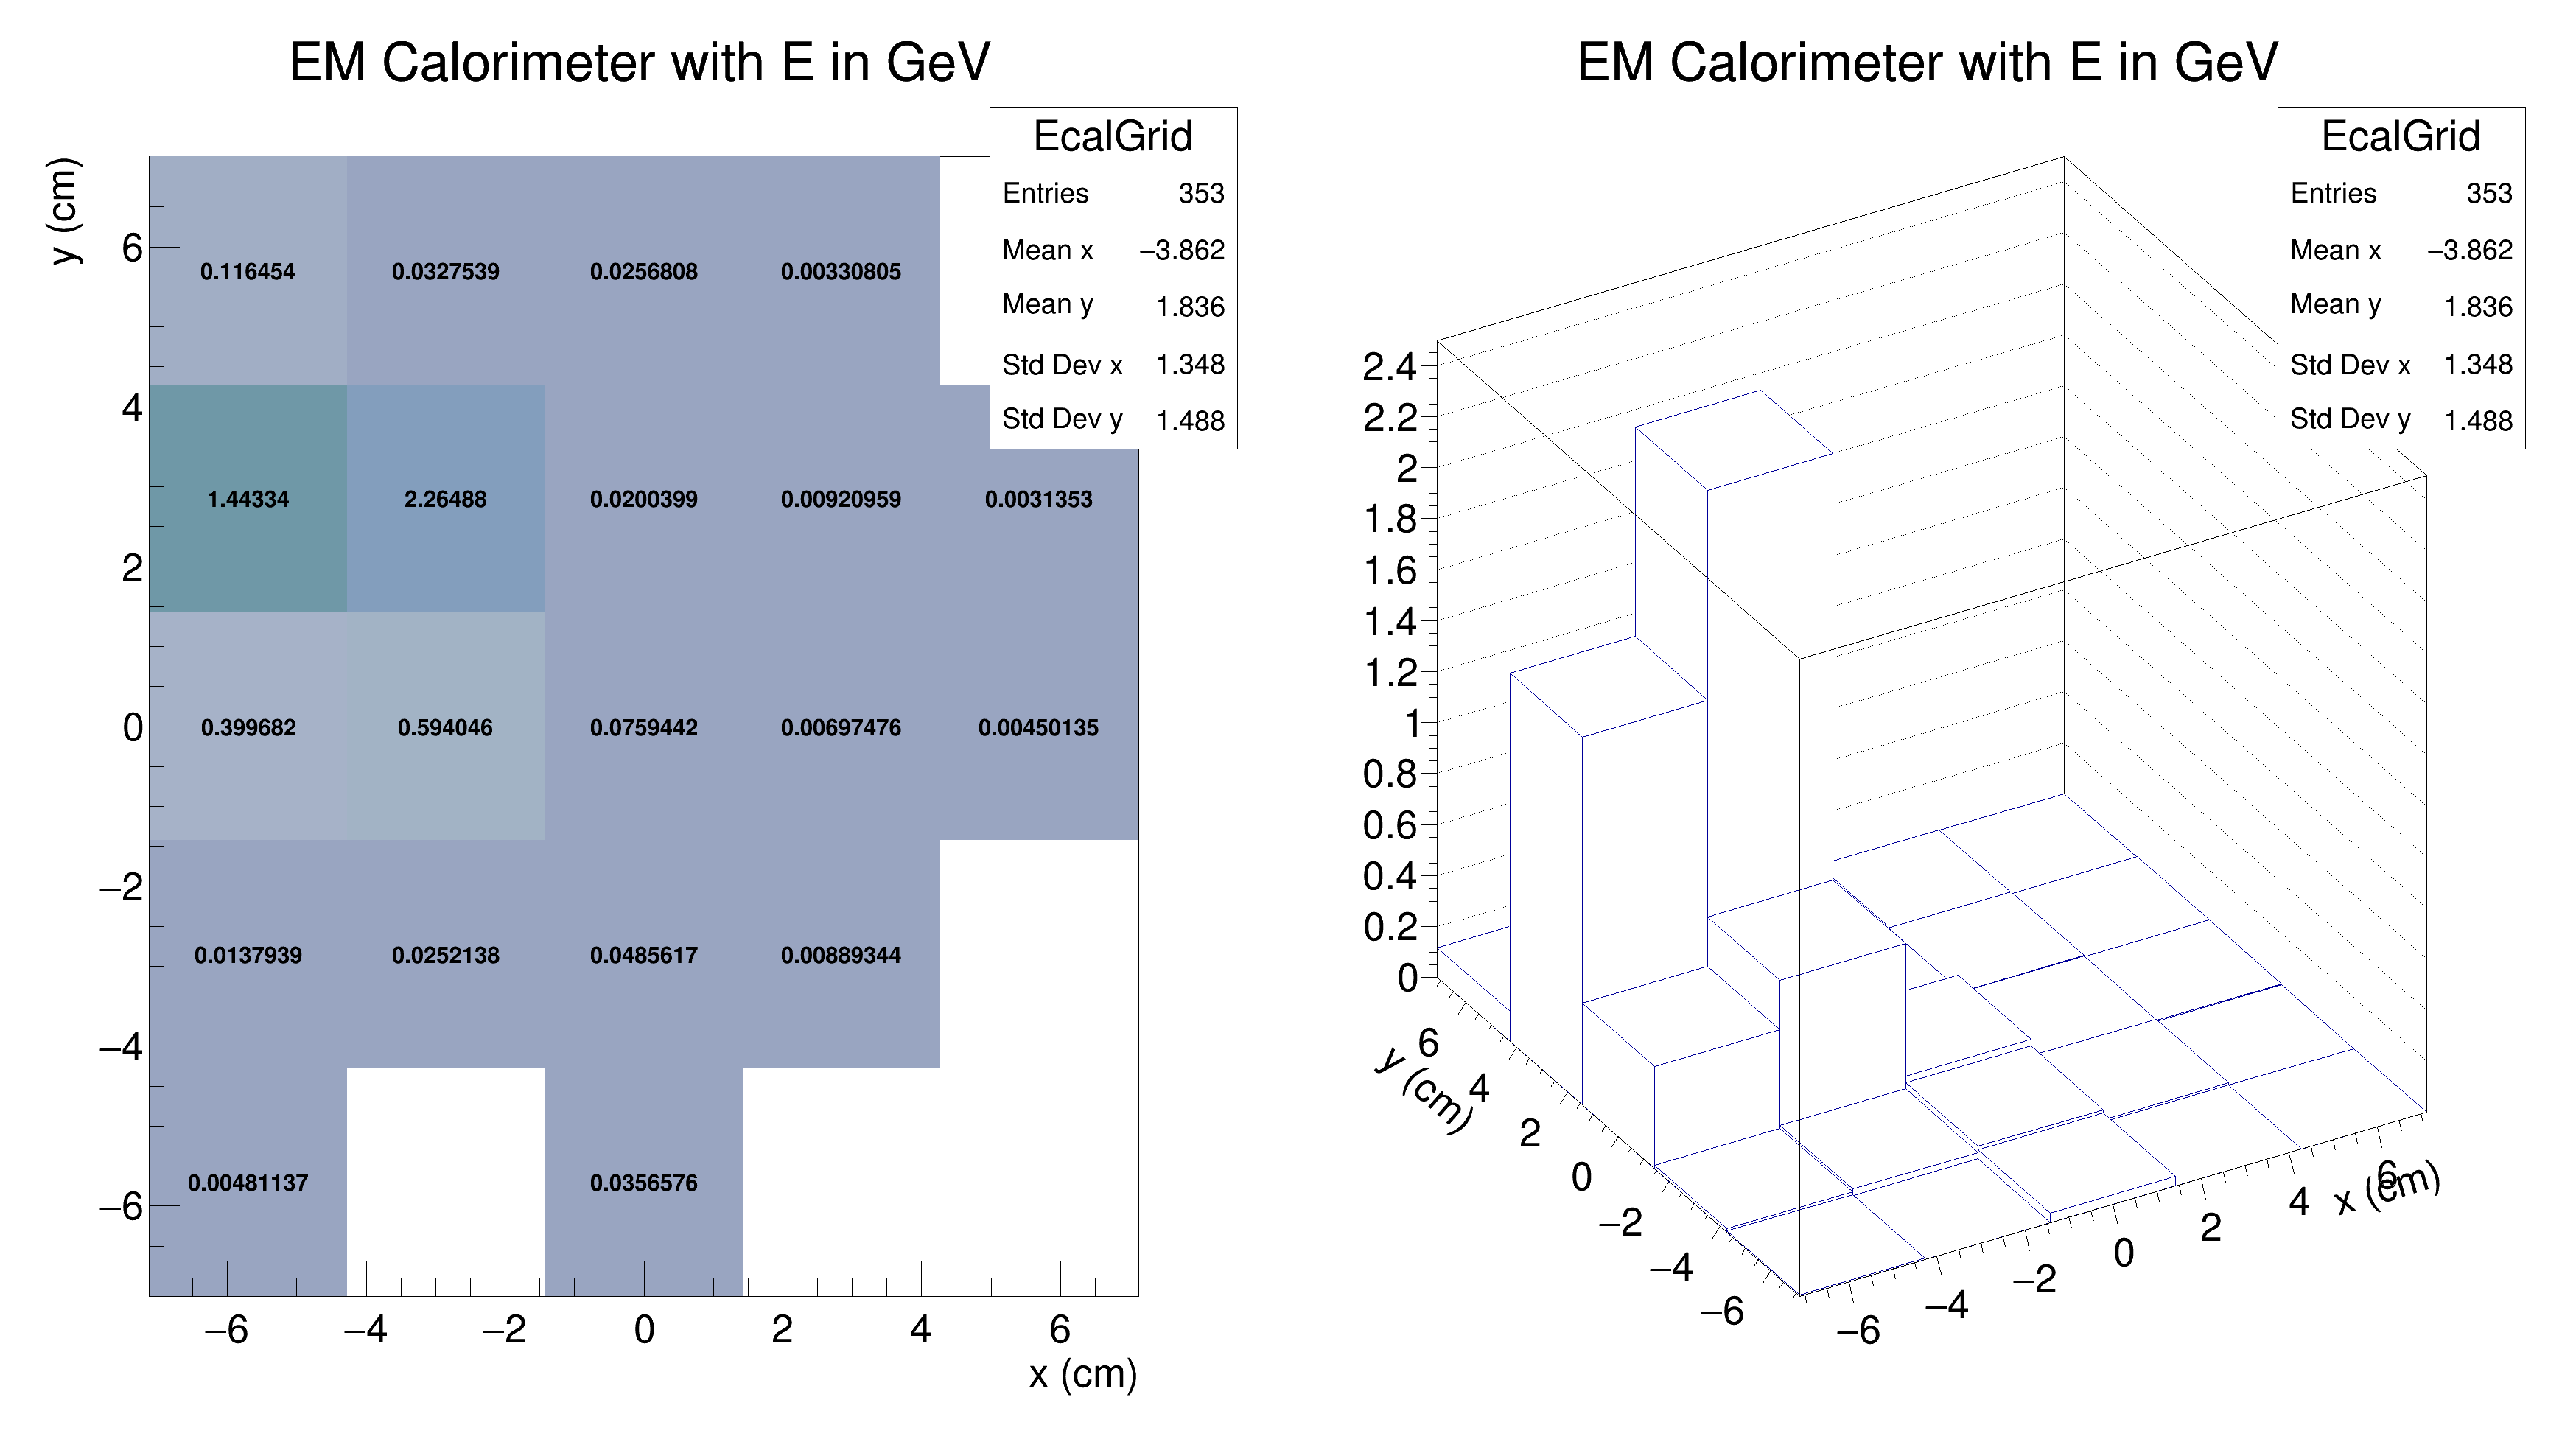 EM Calorimeter with E in GeV
EcalGrid
Entries 353
Mean x −3.862
Mean y 1.836
Std Dev x 1.348
Std Dev y 1.488
y (cm)
6
4
2
0
−2
−4
−6
0.116454 0.0327539 0.0256808 0.00330805
1.44334 2.26488 0.0200399 0.00920959 0.0031353
0.399682 0.594046 0.0759442 0.00697476 0.00450135
0.0137939 0.0252138 0.0485617 0.00889344
0.00481137 0.0356576
−6 −4 −2 0 2 4 6
x (cm)
EM Calorimeter with E in GeV
EcalGrid
Entries 353
Mean x −3.862
Mean y 1.836
Std Dev x 1.348
Std Dev y 1.488
2.4
2.2
2
1.8
1.6
1.4
1.2
1
0.8
0.6
0.4
0.2
0
6
4
2
0
−2
−4
−6
y (cm)
−6
−4
−2
0
2
4
6
x (cm)